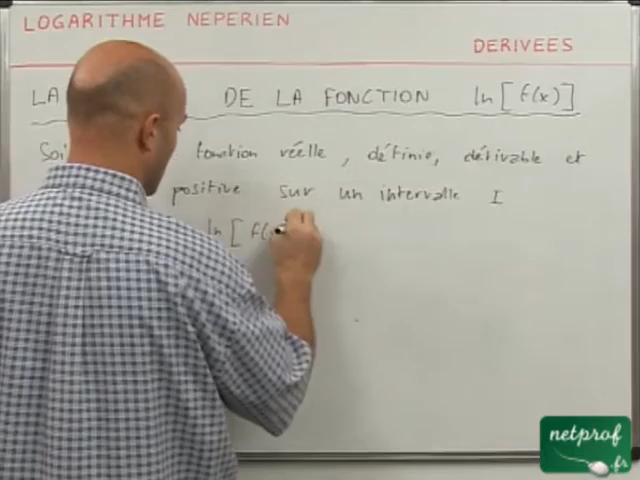 LOGARITHME NEPERIEN
DERIVEES
LA DE LA FONCTION ln [f(x)]
Soi fonction réelle, définie, dérivable et
positive sur un intervalle I
ln [ f(
netprof
.fr